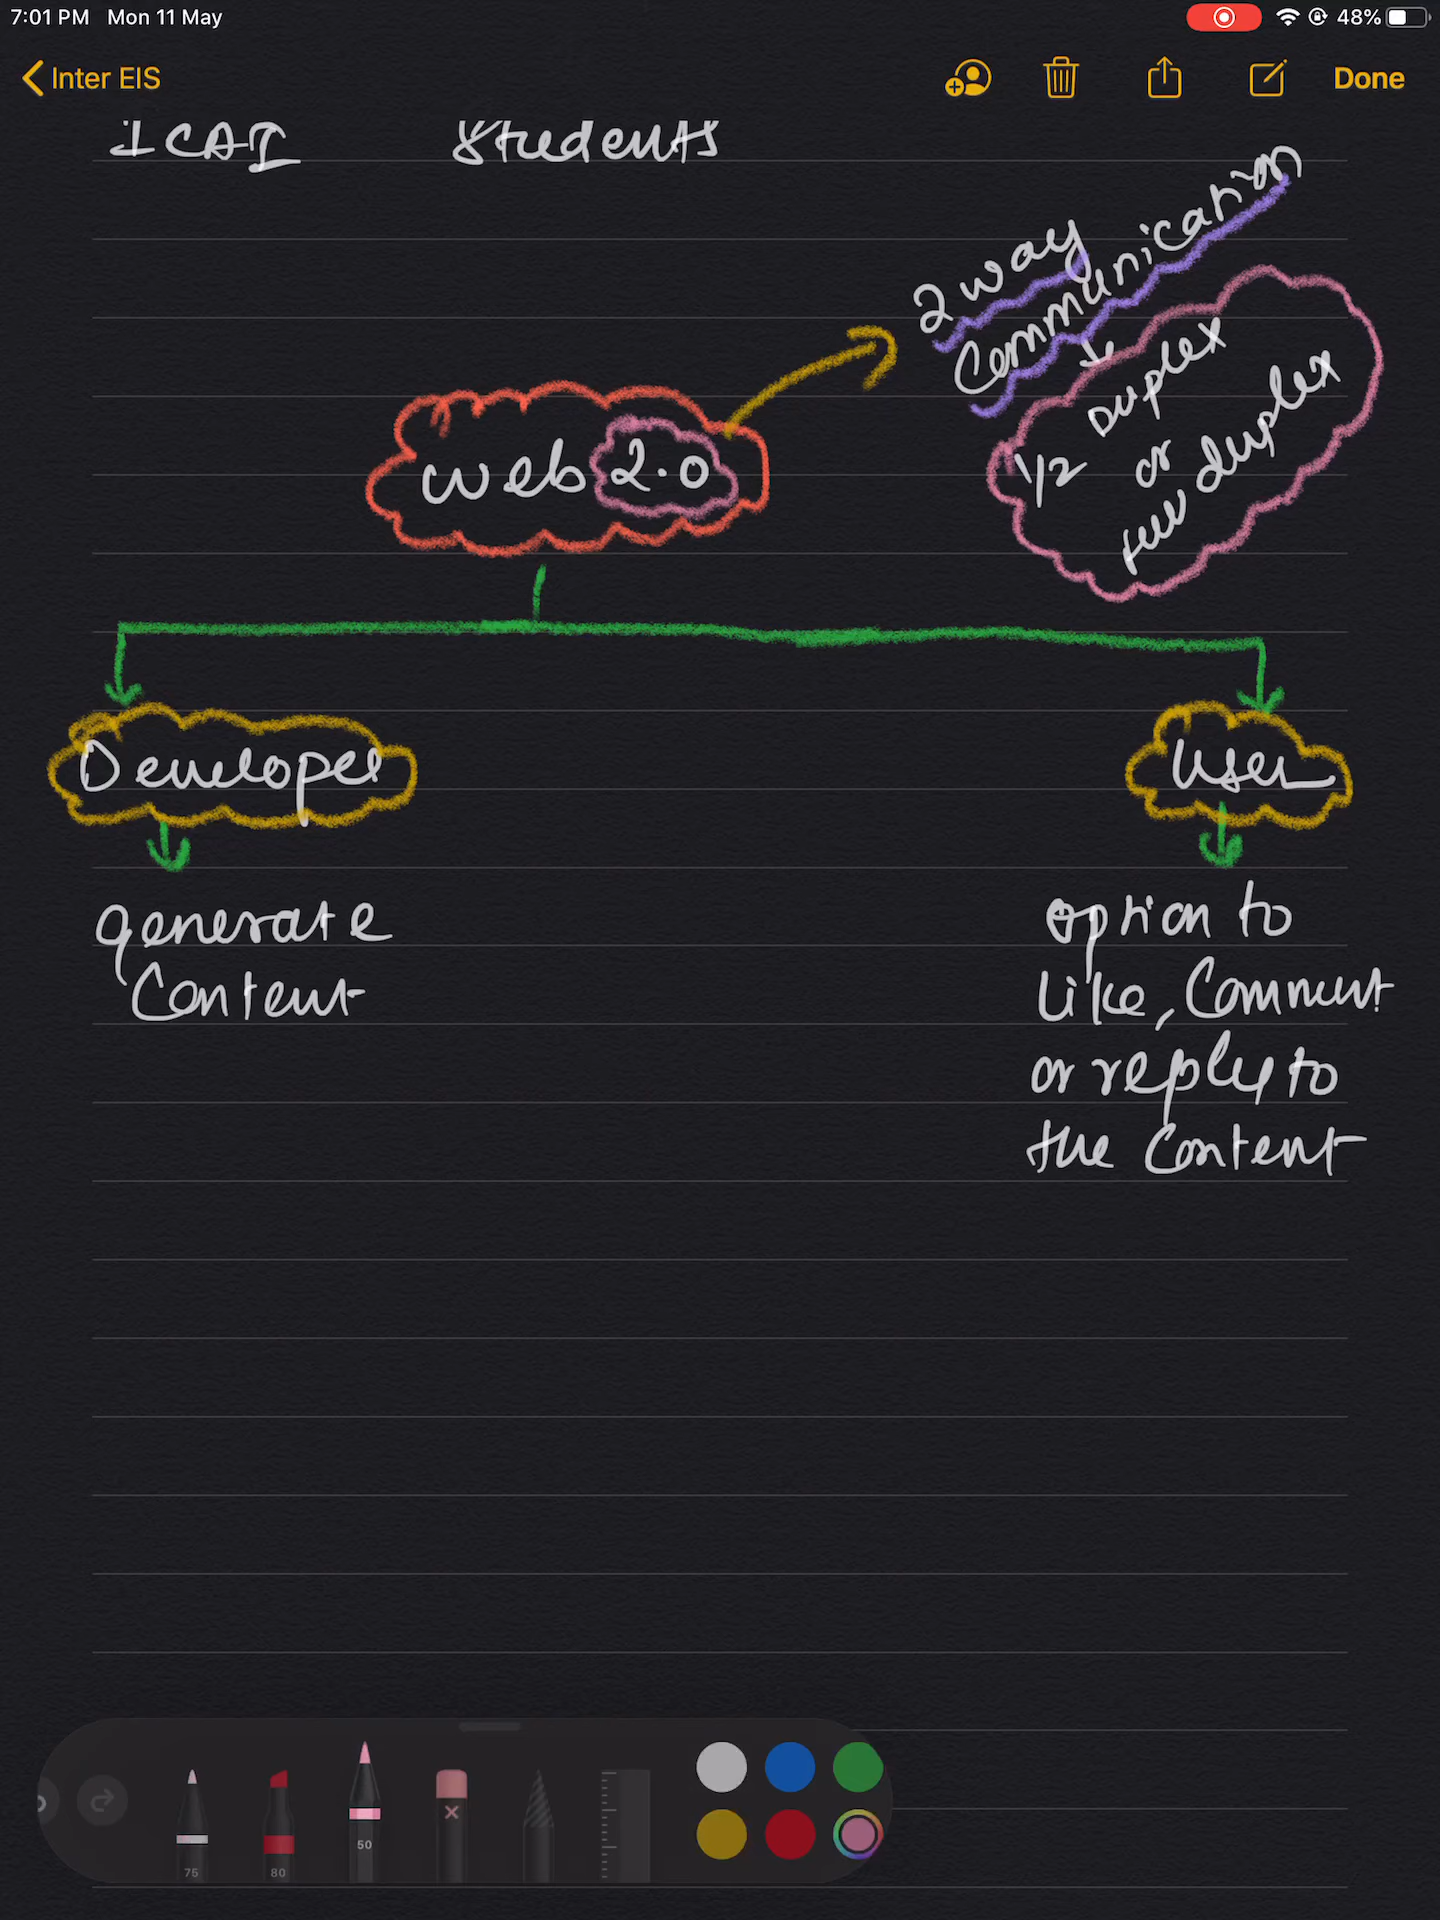 7:01 PM Mon 11 May 48%
Inter EIS Done
ICAI Students
2 way
Communication
1/2 Duplex
or
full duplex
Web 2.0
Developer User
generate
Content
option to
Like, Comment
or reply to
the content
75 80 50